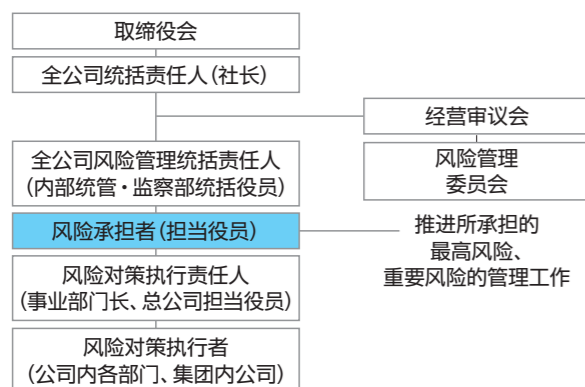 取缔役会
全公司统括责任人(社长)
经营审议会
风险管理
委员会
全公司风险管理统括责任人
(内部统管・监察部统括役员)
风险承担者(担当役员)
推进所承担的
最高风险、
重要风险的管理工作
风险对策执行责任人
(事业部门长、总公司担当役员)
风险对策执行者
(公司内各部门、集团内公司)